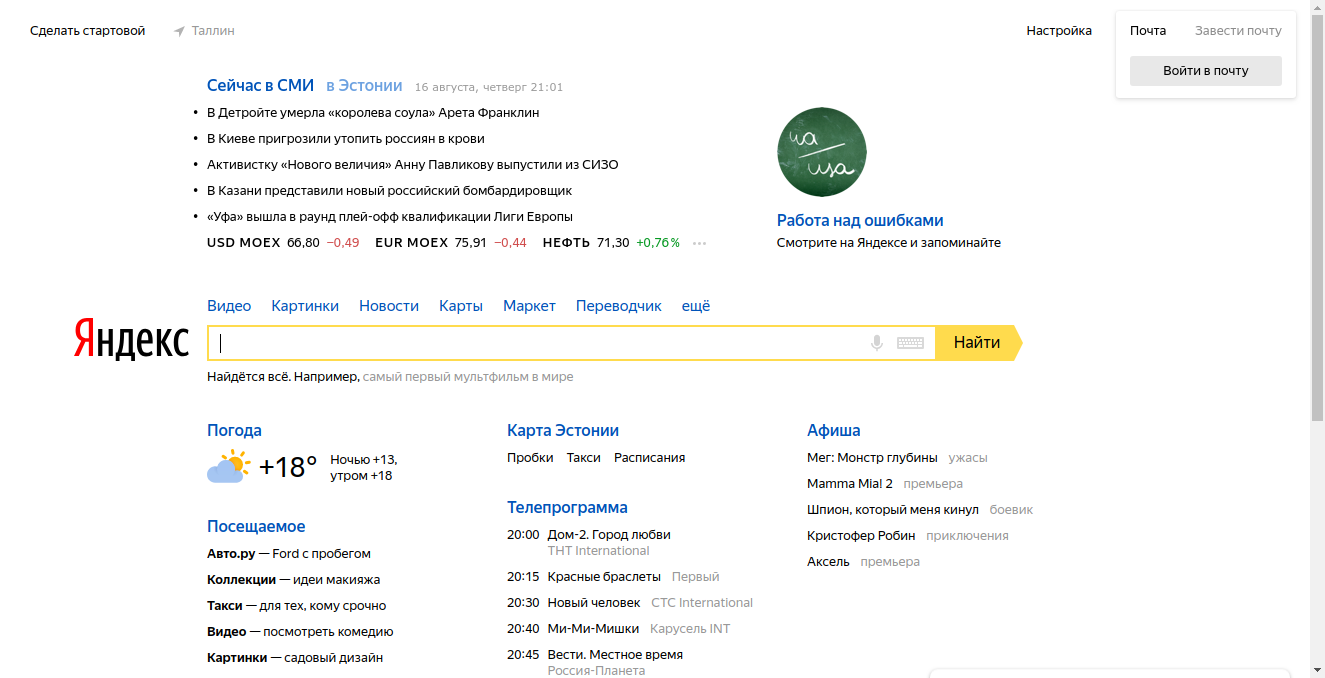 Сделать стартовой Таллин Настройка Почта Завести почту
Войти в почту
Сейчас в СМИ в Эстонии 16 августа, четверг 21:01
• В Детройте умерла «королева соула» Арета Франклин
• В Киеве пригрозили утопить россиян в крови
• Активистку «Нового величия» Анну Павликову выпустили из СИЗО
• В Казани представили новый российский бомбардировщик
• «Уфа» вышла в раунд плей-офф квалификации Лиги Европы
USD MOEX 66,80 −0,49 EUR MOEX 75,91 −0,44 НЕФТЬ 71,30 +0,76% ...
ua
usa
Работа над ошибками
Смотрите на Яндексе и запоминайте
Видео Картинки Новости Карты Маркет Переводчик ещё
Яндекс
Найти
Найдётся всё. Например, самый первый мультфильм в мире
Погода
+18° Ночью +13,
утром +18
Посещаемое
Авто.ру — Ford с пробегом
Коллекции — идеи макияжа
Такси — для тех, кому срочно
Видео — посмотреть комедию
Картинки — садовый дизайн
Карта Эстонии
Пробки Такси Расписания
Телепрограмма
20:00 Дом-2. Город любви
ТНТ International
20:15 Красные браслеты Первый
20:30 Новый человек СТС International
20:40 Ми-Ми-Мишки Карусель INT
20:45 Вести. Местное время
Россия-Планета
Афиша
Мег: Монстр глубины ужасы
Mamma Mia! 2 премьера
Шпион, который меня кинул боевик
Кристофер Робин приключения
Аксель премьера